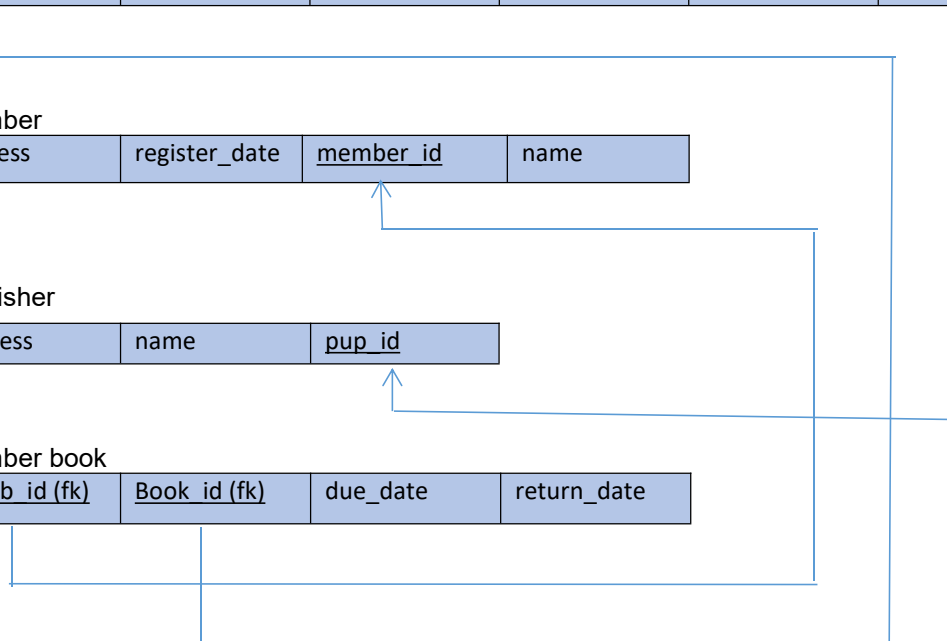 ber
ess register_date member_id name
isher
ess name pup_id
ber book
b_id (fk) Book_id (fk) due_date return_date